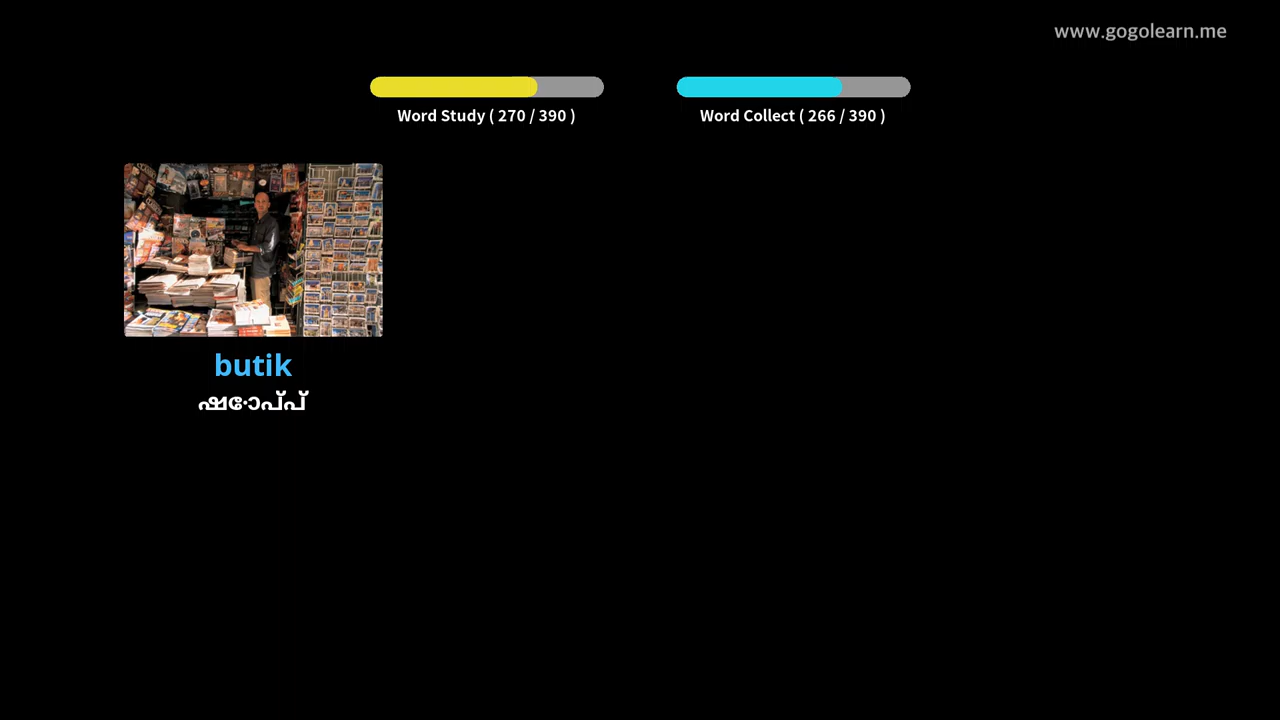 www.gogolearn.me
Word Study ( 270 / 390 )
Word Collect ( 266 / 390 )
butik
ഷോപ്പ്